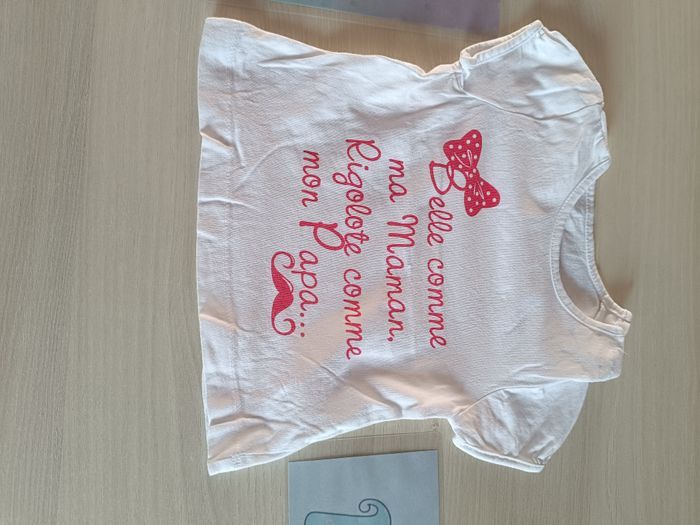 Belle comme
ma Maman,
Rigolote comme
mon Papa...